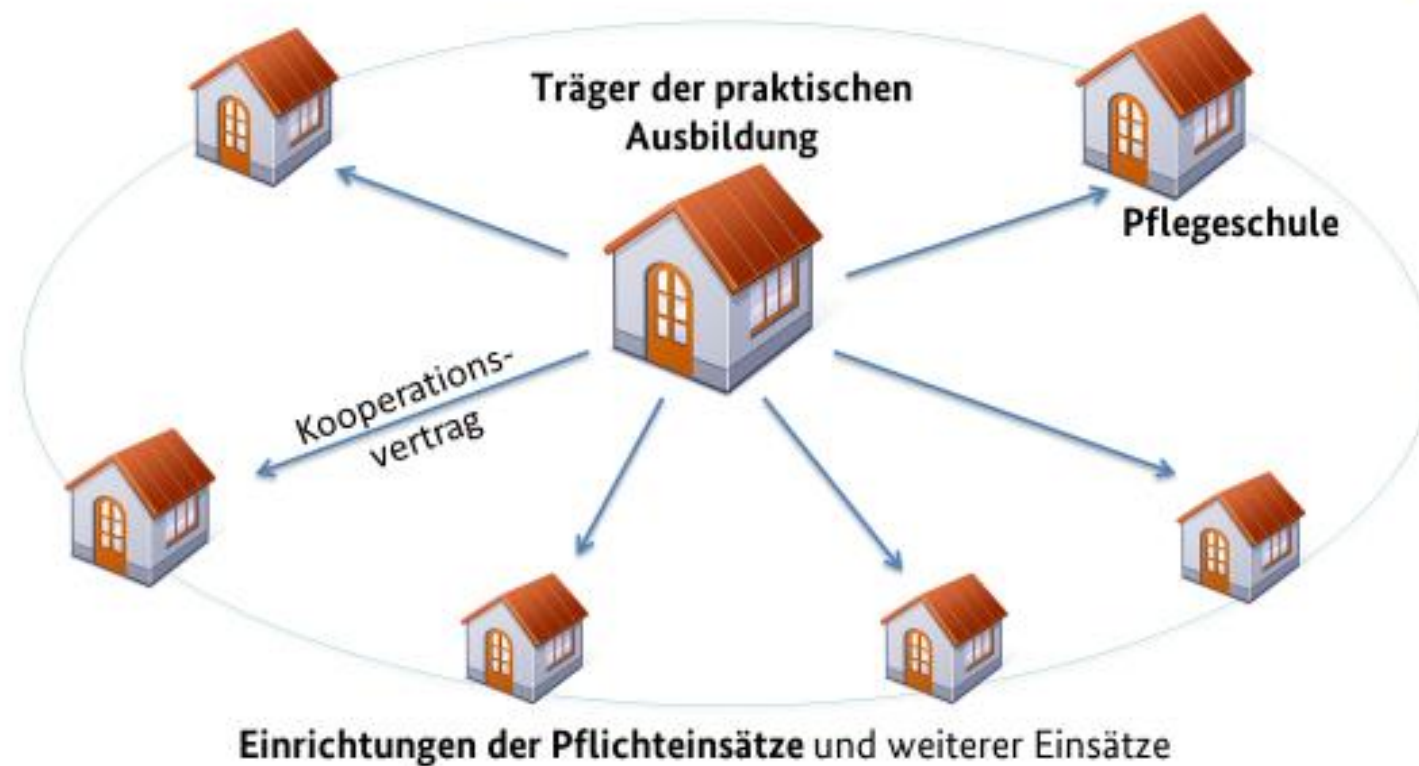 Träger der praktischen
Ausbildung
Pflegeschule
Kooperations-
vertrag
Einrichtungen der Pflichteinsätze und weiterer Einsätze